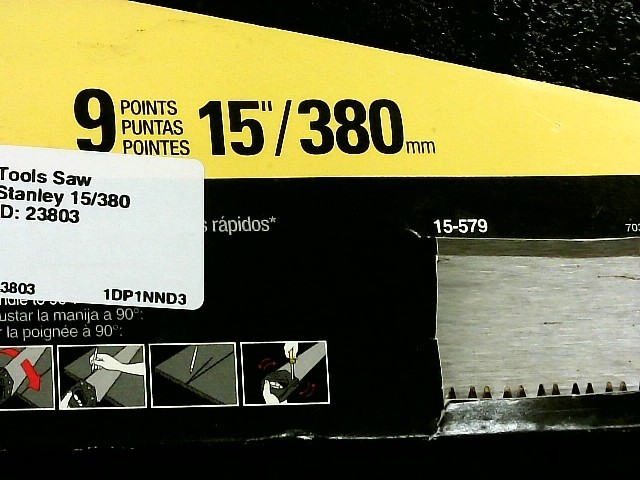 9 POINTS PUNTAS POINTES 15"/380mm
Tools Saw
Stanley 15/380
D: 23803
3803 1DP1NND3
rápidos*
15-579
703
ustar la manija a 90°:
la poignée à 90°: